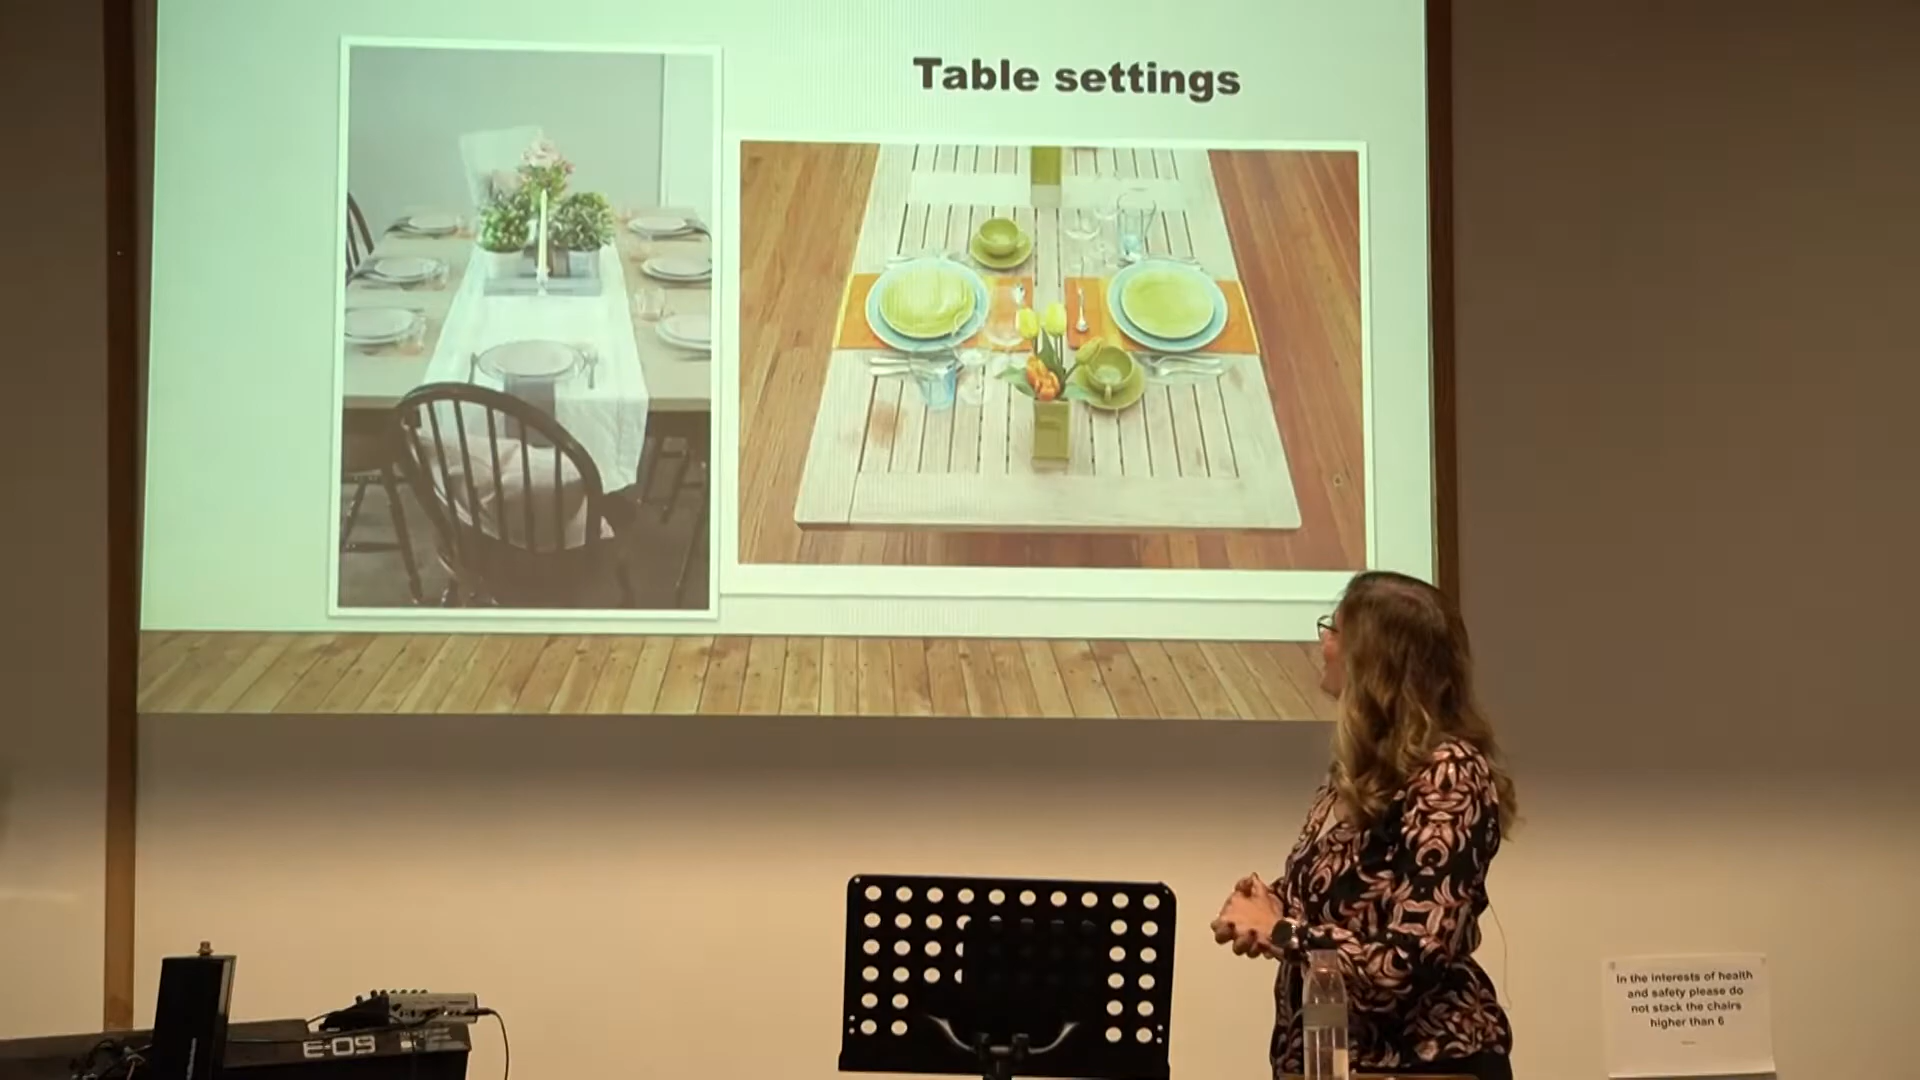 Table settings
E-09
In the interests of health
and safety please do
not stack the chairs
higher than 6